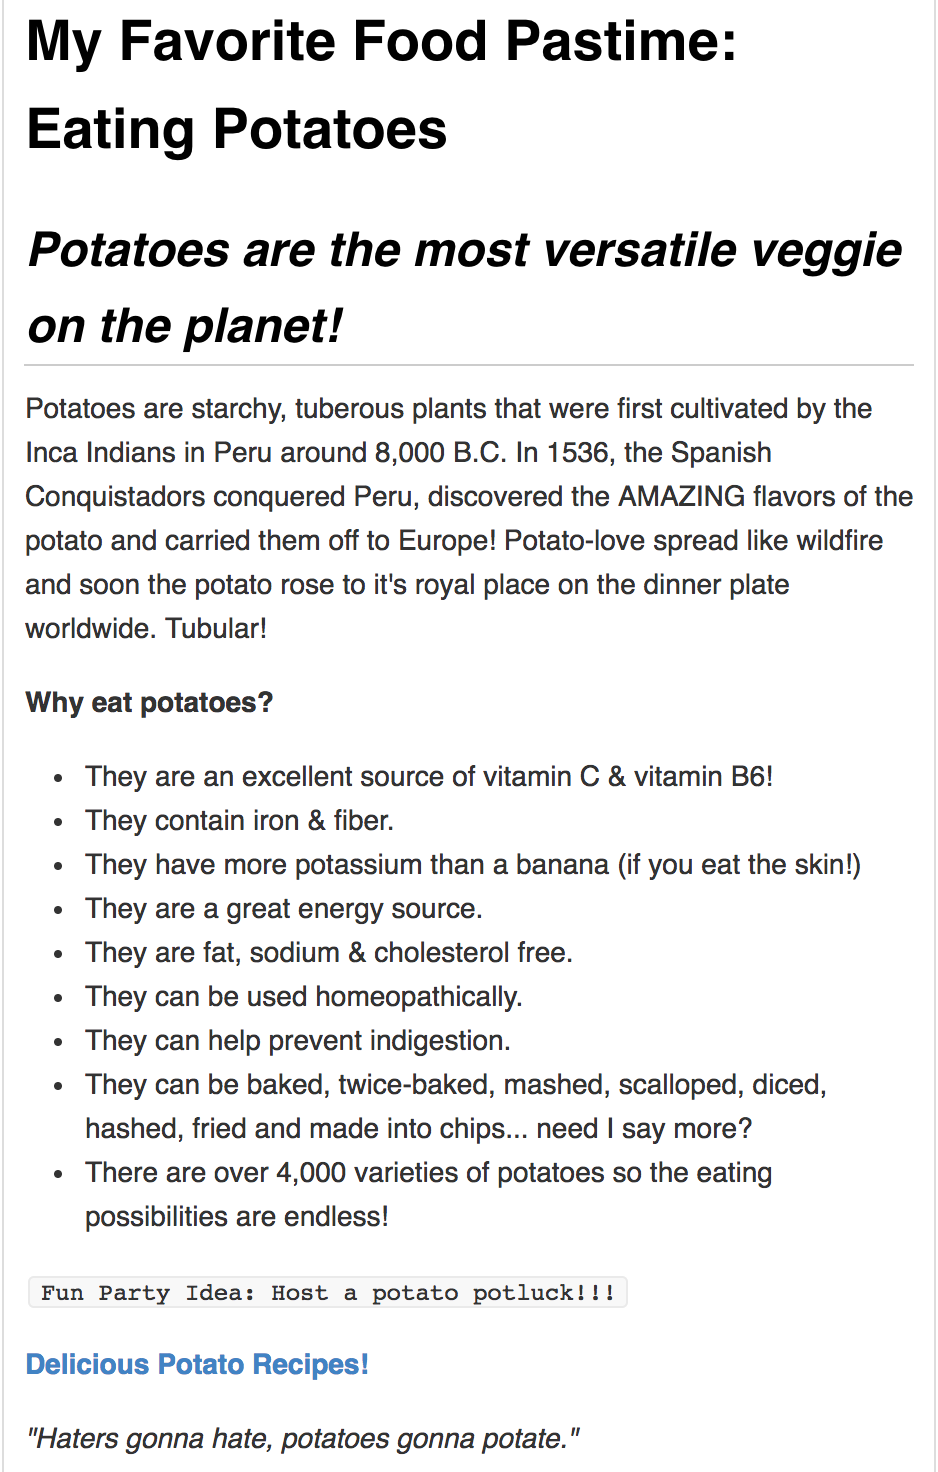 My Favorite Food Pastime:
Eating Potatoes
Potatoes are the most versatile veggie
on the planet!
Potatoes are starchy, tuberous plants that were first cultivated by the
Inca Indians in Peru around 8,000 B.C. In 1536, the Spanish
Conquistadors conquered Peru, discovered the AMAZING flavors of the
potato and carried them off to Europe! Potato-love spread like wildfire
and soon the potato rose to it's royal place on the dinner plate
worldwide. Tubular!
Why eat potatoes?
• They are an excellent source of vitamin C & vitamin B6!
• They contain iron & fiber.
• They have more potassium than a banana (if you eat the skin!)
• They are a great energy source.
• They are fat, sodium & cholesterol free.
• They can be used homeopathically.
• They can help prevent indigestion.
• They can be baked, twice-baked, mashed, scalloped, diced,
hashed, fried and made into chips... need I say more?
• There are over 4,000 varieties of potatoes so the eating
possibilities are endless!
Fun Party Idea: Host a potato potluck!!!
Delicious Potato Recipes!
"Haters gonna hate, potatoes gonna potate."